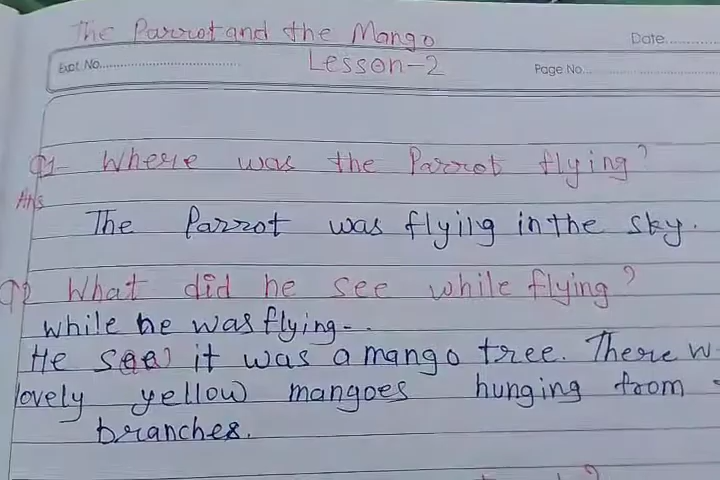 The Parrot and the Mango
Date
Expt. No.
Lesson-2
Page No.
Q1- Where was the Parrot flying?
Ans
The Parrot was flying in the sky.
Q2 What did he see while flying?
while he was flying-.
He see it was a mango tree. There
lovely yellow mangoes hunging from
branches.